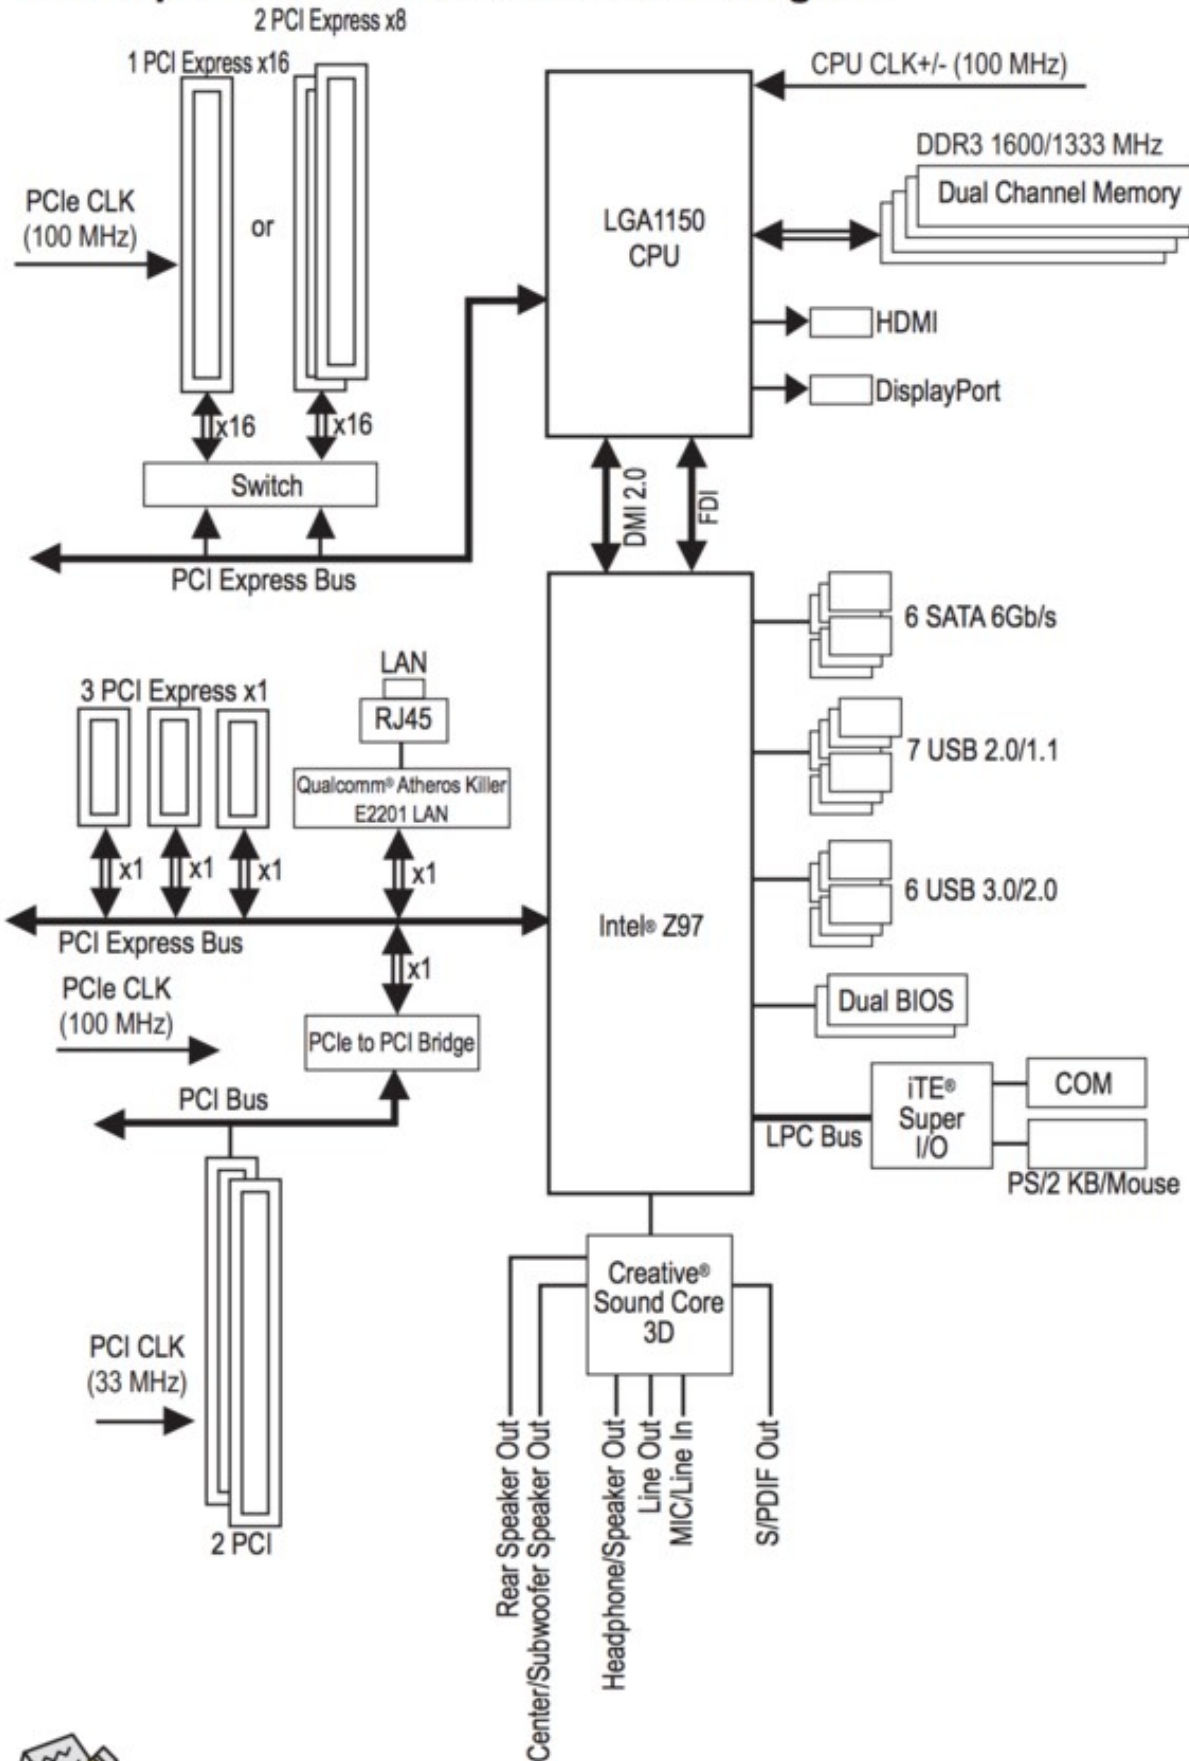 2 PCI Express x8
1 PCI Express x16
CPU CLK+/- (100 MHz)
DDR3 1600/1333 MHz
Dual Channel Memory
PCIe CLK
(100 MHz)
or
LGA1150
CPU
HDMI
DisplayPort
x16
x16
Switch
DMI 2.0
FDI
PCI Express Bus
6 SATA 6Gb/s
LAN
3 PCI Express x1
RJ45
7 USB 2.0/1.1
Qualcomm® Atheros Killer
E2201 LAN
x1
x1
x1
x1
6 USB 3.0/2.0
Intel® Z97
PCI Express Bus
x1
PCIe CLK
(100 MHz)
Dual BIOS
PCIe to PCI Bridge
PCI Bus
iTE®
Super
I/O
COM
LPC Bus
PS/2 KB/Mouse
Creative®
Sound Core
3D
PCI CLK
(33 MHz)
2 PCI
Rear Speaker Out
Center/Subwoofer Speaker Out
Headphone/Speaker Out
Line Out
MIC/Line In
S/PDIF Out